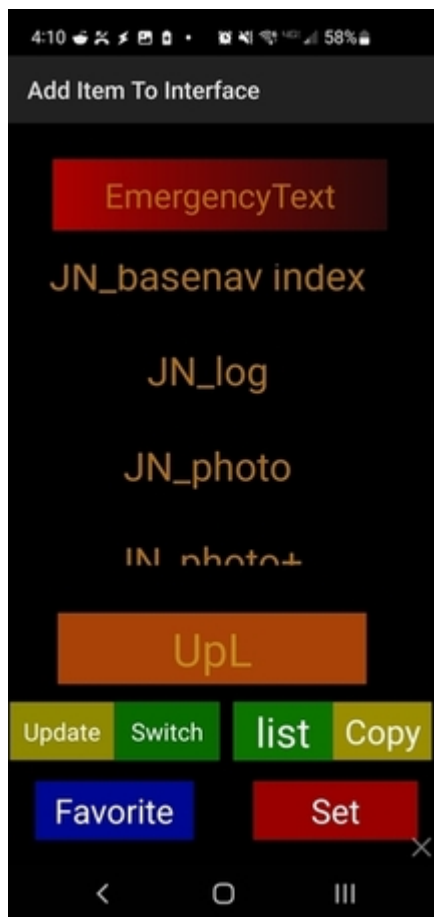 4:10 58%
Add Item To Interface
EmergencyText
JN_basenav index
JN_log
JN_photo
JN_photo+
UpL
Update Switch list Copy
Favorite Set